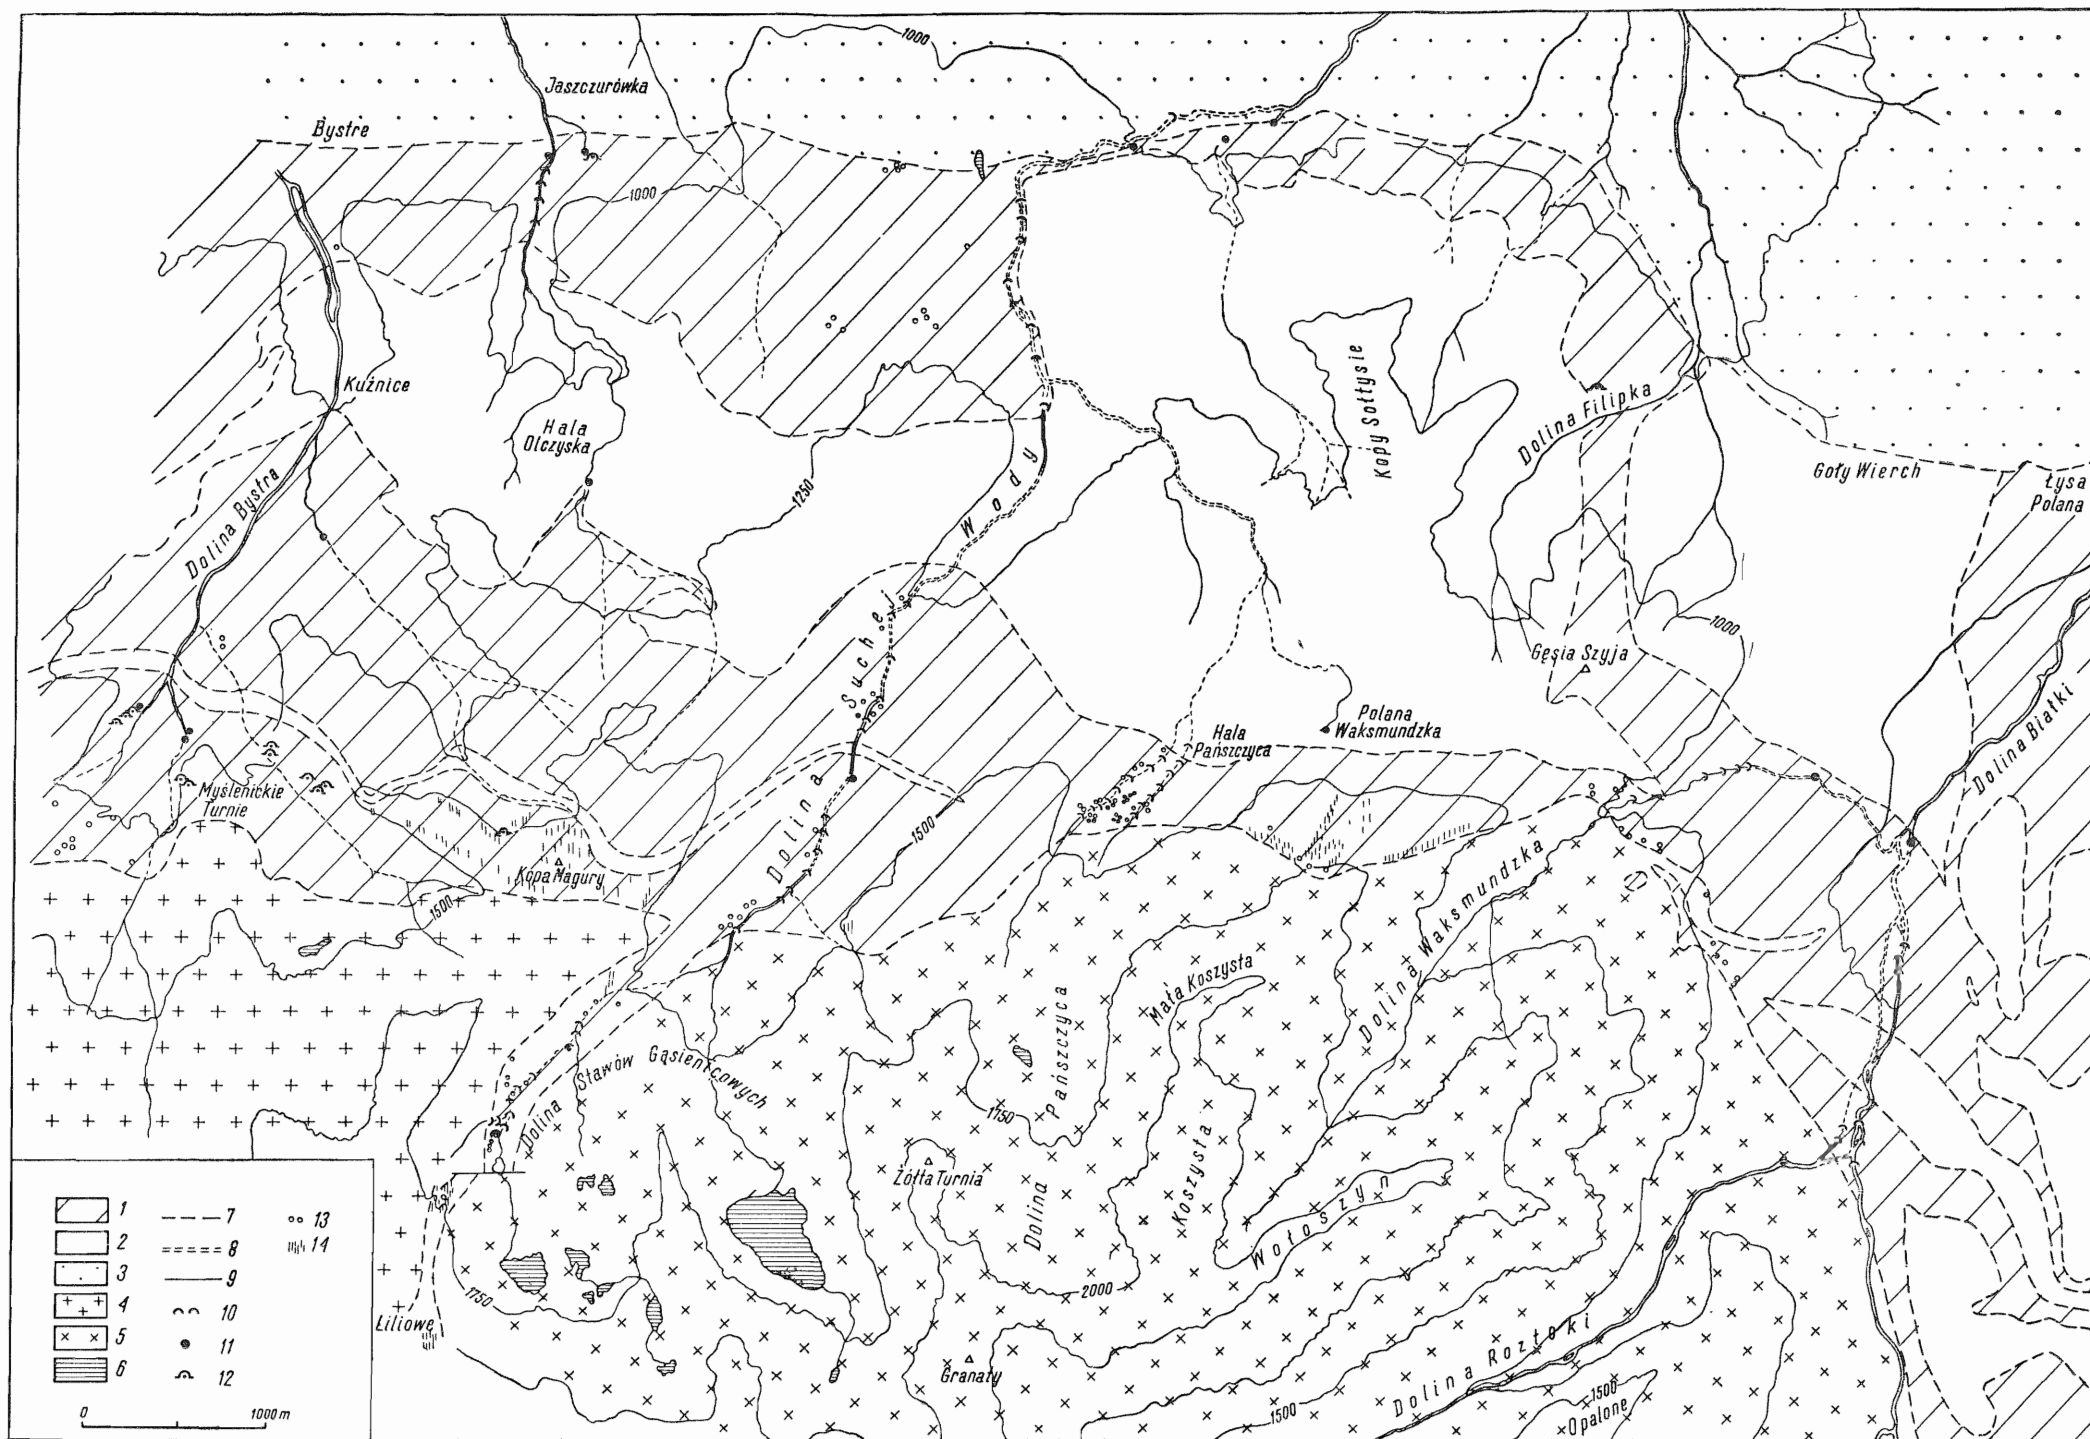 1000
Jaszczurówka
Bystre
1000
Kuźnice
Hala
Olczyska
Kopy Sołtysie
Dolina Filipka
Goły Wierch
Łysa
Polana
Dolina Bystra
1250
Dolina Suchej Wody
1000
Gęsia Szyja
Polana
Waksmundzka
Hala
Pańszczyca
Dolina Białki
Myślenickie
Turnie
1500
Kopa Magury
1500
Dolina Waksmundzka
Mała Koszysta
Dolina Stawów Gąsienicowych
Dolina Pańszczyca
1750
Koszysta
Żółta Turnia
Wołoszyn
1750
2000
Liliowe
Granaty
Dolina Roztoki
1500
1500
Opalone
1
2
3
4
5
6
7
8
9
10
11
12
13
14
0 1000 m